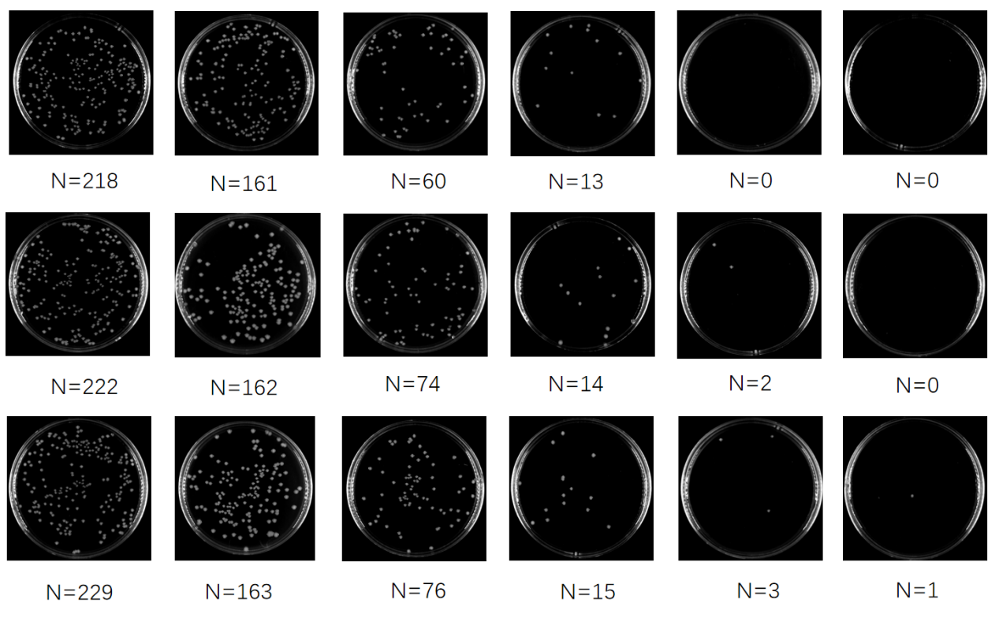 N=218 N=161 N=60 N=13 N=0 N=0
N=222 N=162 N=74 N=14 N=2 N=0
N=229 N=163 N=76 N=15 N=3 N=1